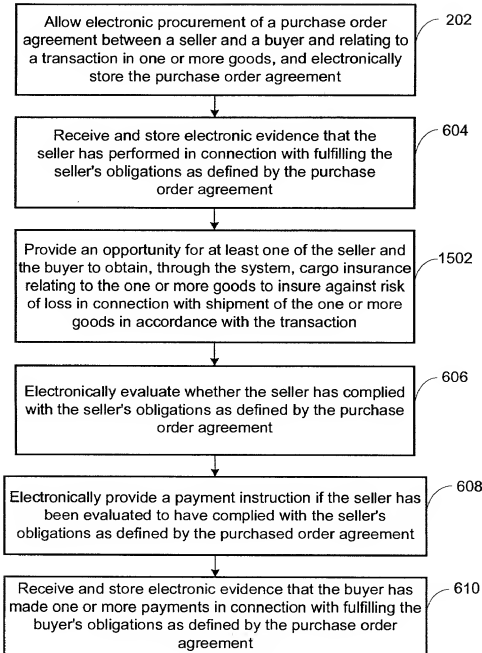 Allow electronic procurement of a purchase order
agreement between a seller and a buyer and relating to
a transaction in one or more goods, and electronically
store the purchase order agreement
202
Receive and store electronic evidence that the
seller has performed in connection with fulfilling the
seller's obligations as defined by the purchase
order agreement
604
Provide an opportunity for at least one of the seller and
the buyer to obtain, through the system, cargo insurance
relating to the one or more goods to insure against risk
of loss in connection with shipment of the one or more
goods in accordance with the transaction
1502
Electronically evaluate whether the seller has complied
with the seller's obligations as defined by the purchase
order agreement
606
Electronically provide a payment instruction if the seller has
been evaluated to have complied with the seller's
obligations as defined by the purchased order agreement
608
Receive and store electronic evidence that the buyer has
made one or more payments in connection with fulfilling the
buyer's obligations as defined by the purchase order
agreement
610